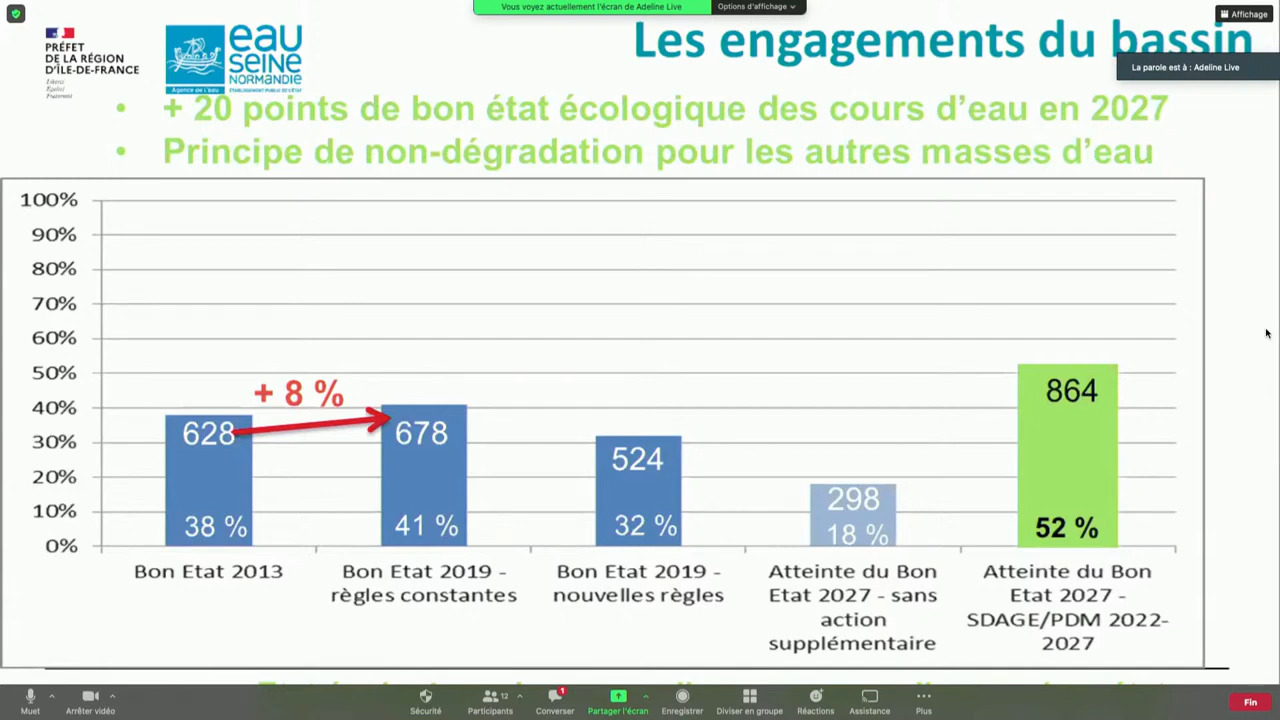 Vous voyez actuellement l'écran de Adeline Live
Options d'affichage
Affichage
PRÉFET
DE LA RÉGION
D'ÎLE-DE-FRANCE
Liberté
Égalité
Fraternité
eau
SEINE
NORMANDIE
Agence de l'eau
ÉTABLISSEMENT PUBLIC DE L'ÉTAT
Les engagements du bassin
La parole est à : Adeline Live
• + 20 points de bon état écologique des cours d'eau en 2027
• Principe de non-dégradation pour les autres masses d'eau
100%
90%
80%
70%
60%
50%
40%
30%
20%
10%
0%
+ 8 %
628
38 %
678
41 %
524
32 %
298
18 %
864
52 %
Bon Etat 2013
Bon Etat 2019 -
règles constantes
Bon Etat 2019 -
nouvelles règles
Atteinte du Bon
Etat 2027 - sans
action
supplémentaire
Atteinte du Bon
Etat 2027 -
SDAGE/PDM 2022-
2027
Muet
Arrêter vidéo
Sécurité
12
Participants
1
Converser
Partager l'écran
Enregistrer
Diviser en groupe
Réactions
Assistance
Plus
Fin